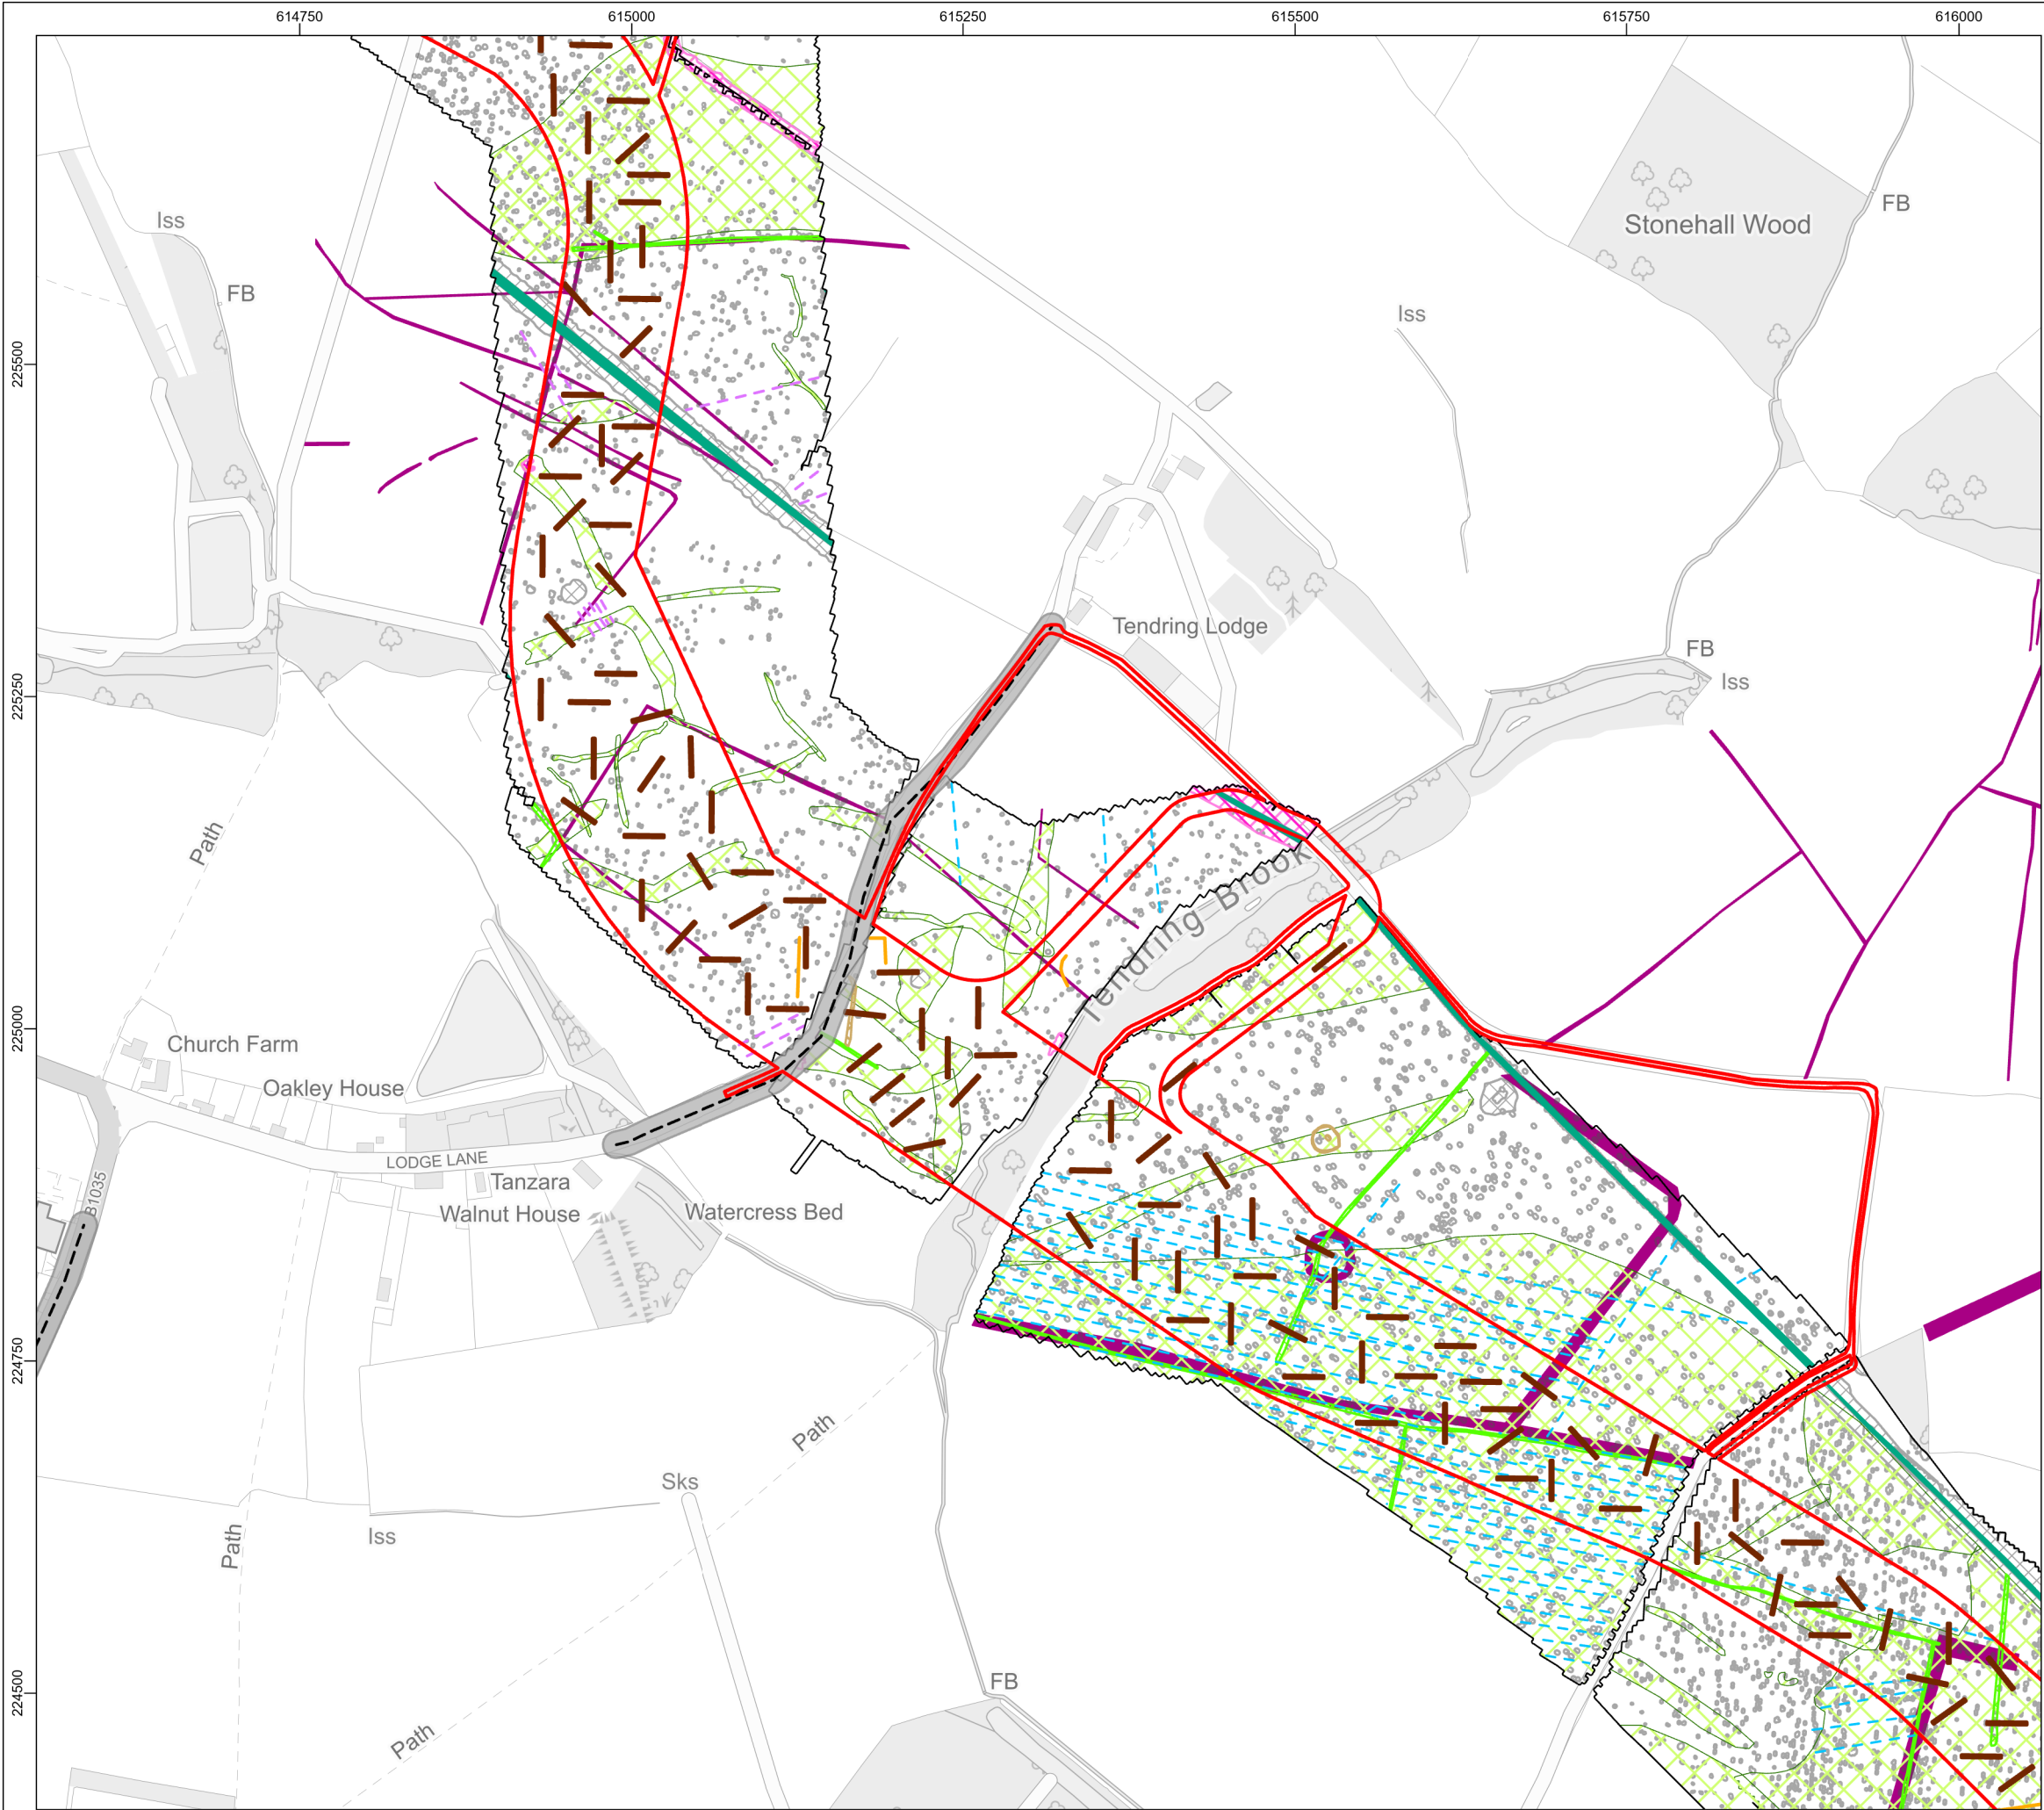 614750 615000 615250 615500 615750 616000
Iss
FB
Stonehall Wood
FB
Iss
225500
Tendring Lodge
FB
Iss
225250
Path
Tendring Brook
225000
Church Farm
Oakley House
LODGE LANE
Tanzara
Walnut House
Watercress Bed
B1035
224750
Path
Sks
Iss
Path
FB
224500
Path